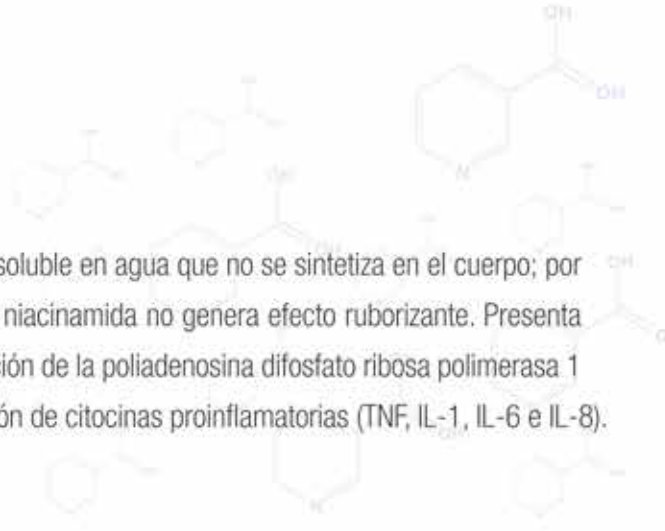 soluble en agua que no se sintetiza en el cuerpo; por
niacinamida no genera efecto ruborizante. Presenta
ción de la poliadenosina difosfato ribosa polimerasa 1
ón de citocinas proinflamatorias (TNF, IL-1, IL-6 e IL-8).